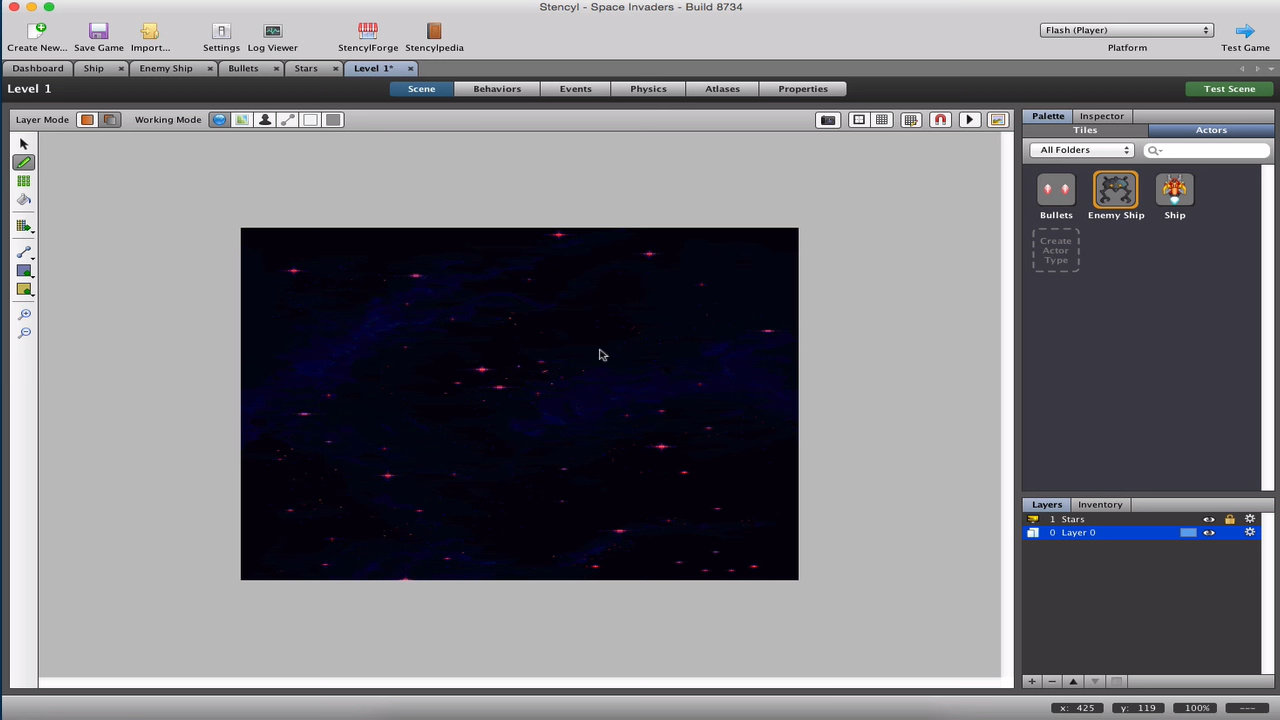 Stencyl - Space Invaders - Build 8734
Create New... Save Game Import... Settings Log Viewer StencylForge Stencylpedia Flash (Player) Platform Test Game
Dashboard Ship Enemy Ship Bullets Stars Level 1*
Level 1 Scene Behaviors Events Physics Atlases Properties Test Scene
Layer Mode Working Mode
Palette Inspector
Tiles Actors
All Folders
Bullets Enemy Ship Ship
Create
Actor
Type
Layers Inventory
1 Stars
0 Layer 0
x: 425 y: 119 100% ---